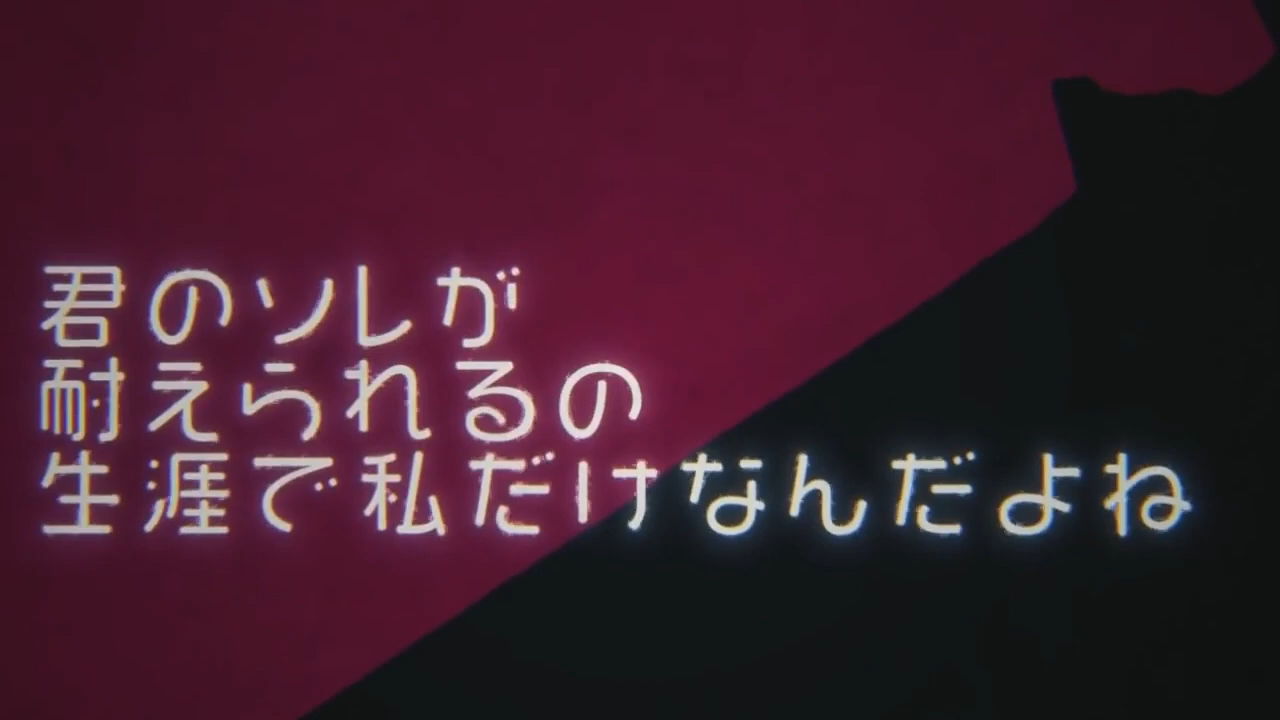 君のソレが
耐えられるの
生涯で私だけなんだよね